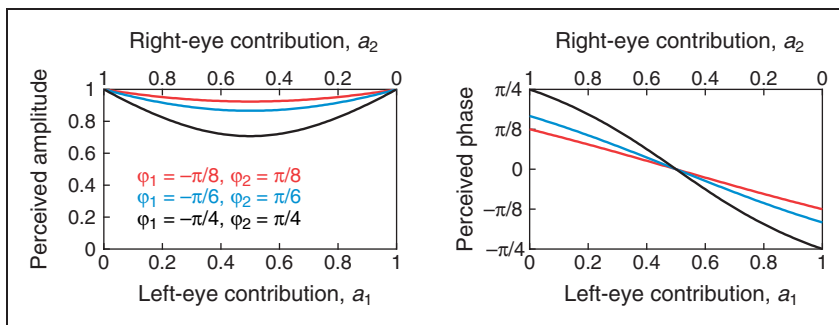 Right-eye contribution, a2
1 0.8 0.6 0.4 0.2 0
Perceived amplitude
1
0.8
0.6
0.4
0.2
0
φ1 = –π/8, φ2 = π/8
φ1 = –π/6, φ2 = π/6
φ1 = –π/4, φ2 = π/4
0 0.2 0.4 0.6 0.8 1
Left-eye contribution, a1
Right-eye contribution, a2
1 0.8 0.6 0.4 0.2 0
Perceived phase
π/4
π/8
0
–π/8
–π/4
0 0.2 0.4 0.6 0.8 1
Left-eye contribution, a1